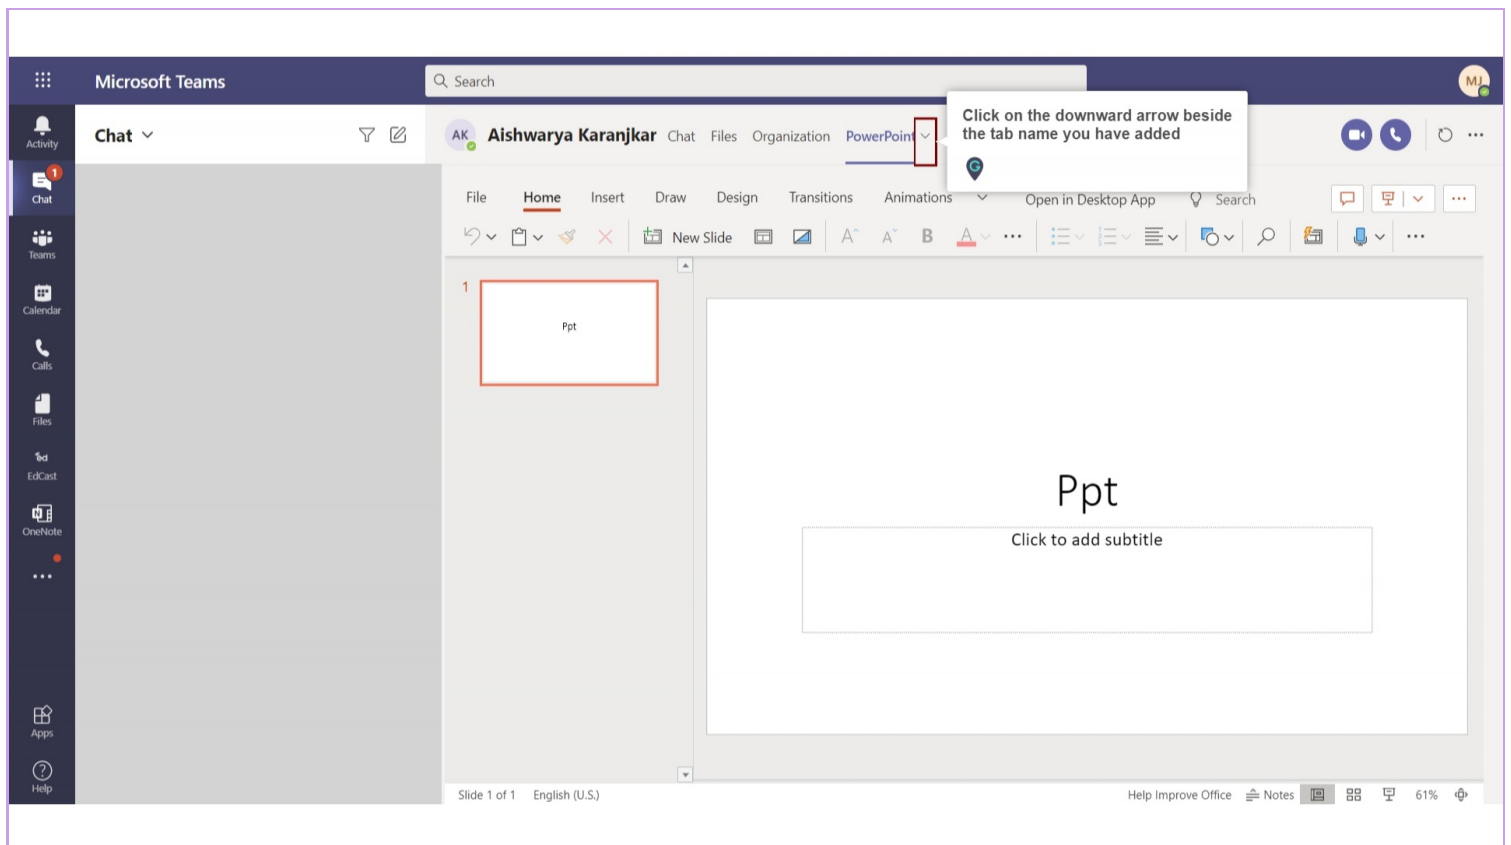 Microsoft Teams
Search
MJ
Activity
Chat
AK Aishwarya Karanjkar Chat Files Organization PowerPoint
Click on the downward arrow beside
the tab name you have added
G
1
Chat
File Home Insert Draw Design Transitions Animations Open in Desktop App Search
New Slide A A B A
Teams
1
Ppt
Calendar
Calls
Files
EdCast
OneNote
Ppt
Click to add subtitle
Apps
Help
Slide 1 of 1 English (U.S.) Help Improve Office Notes 61%